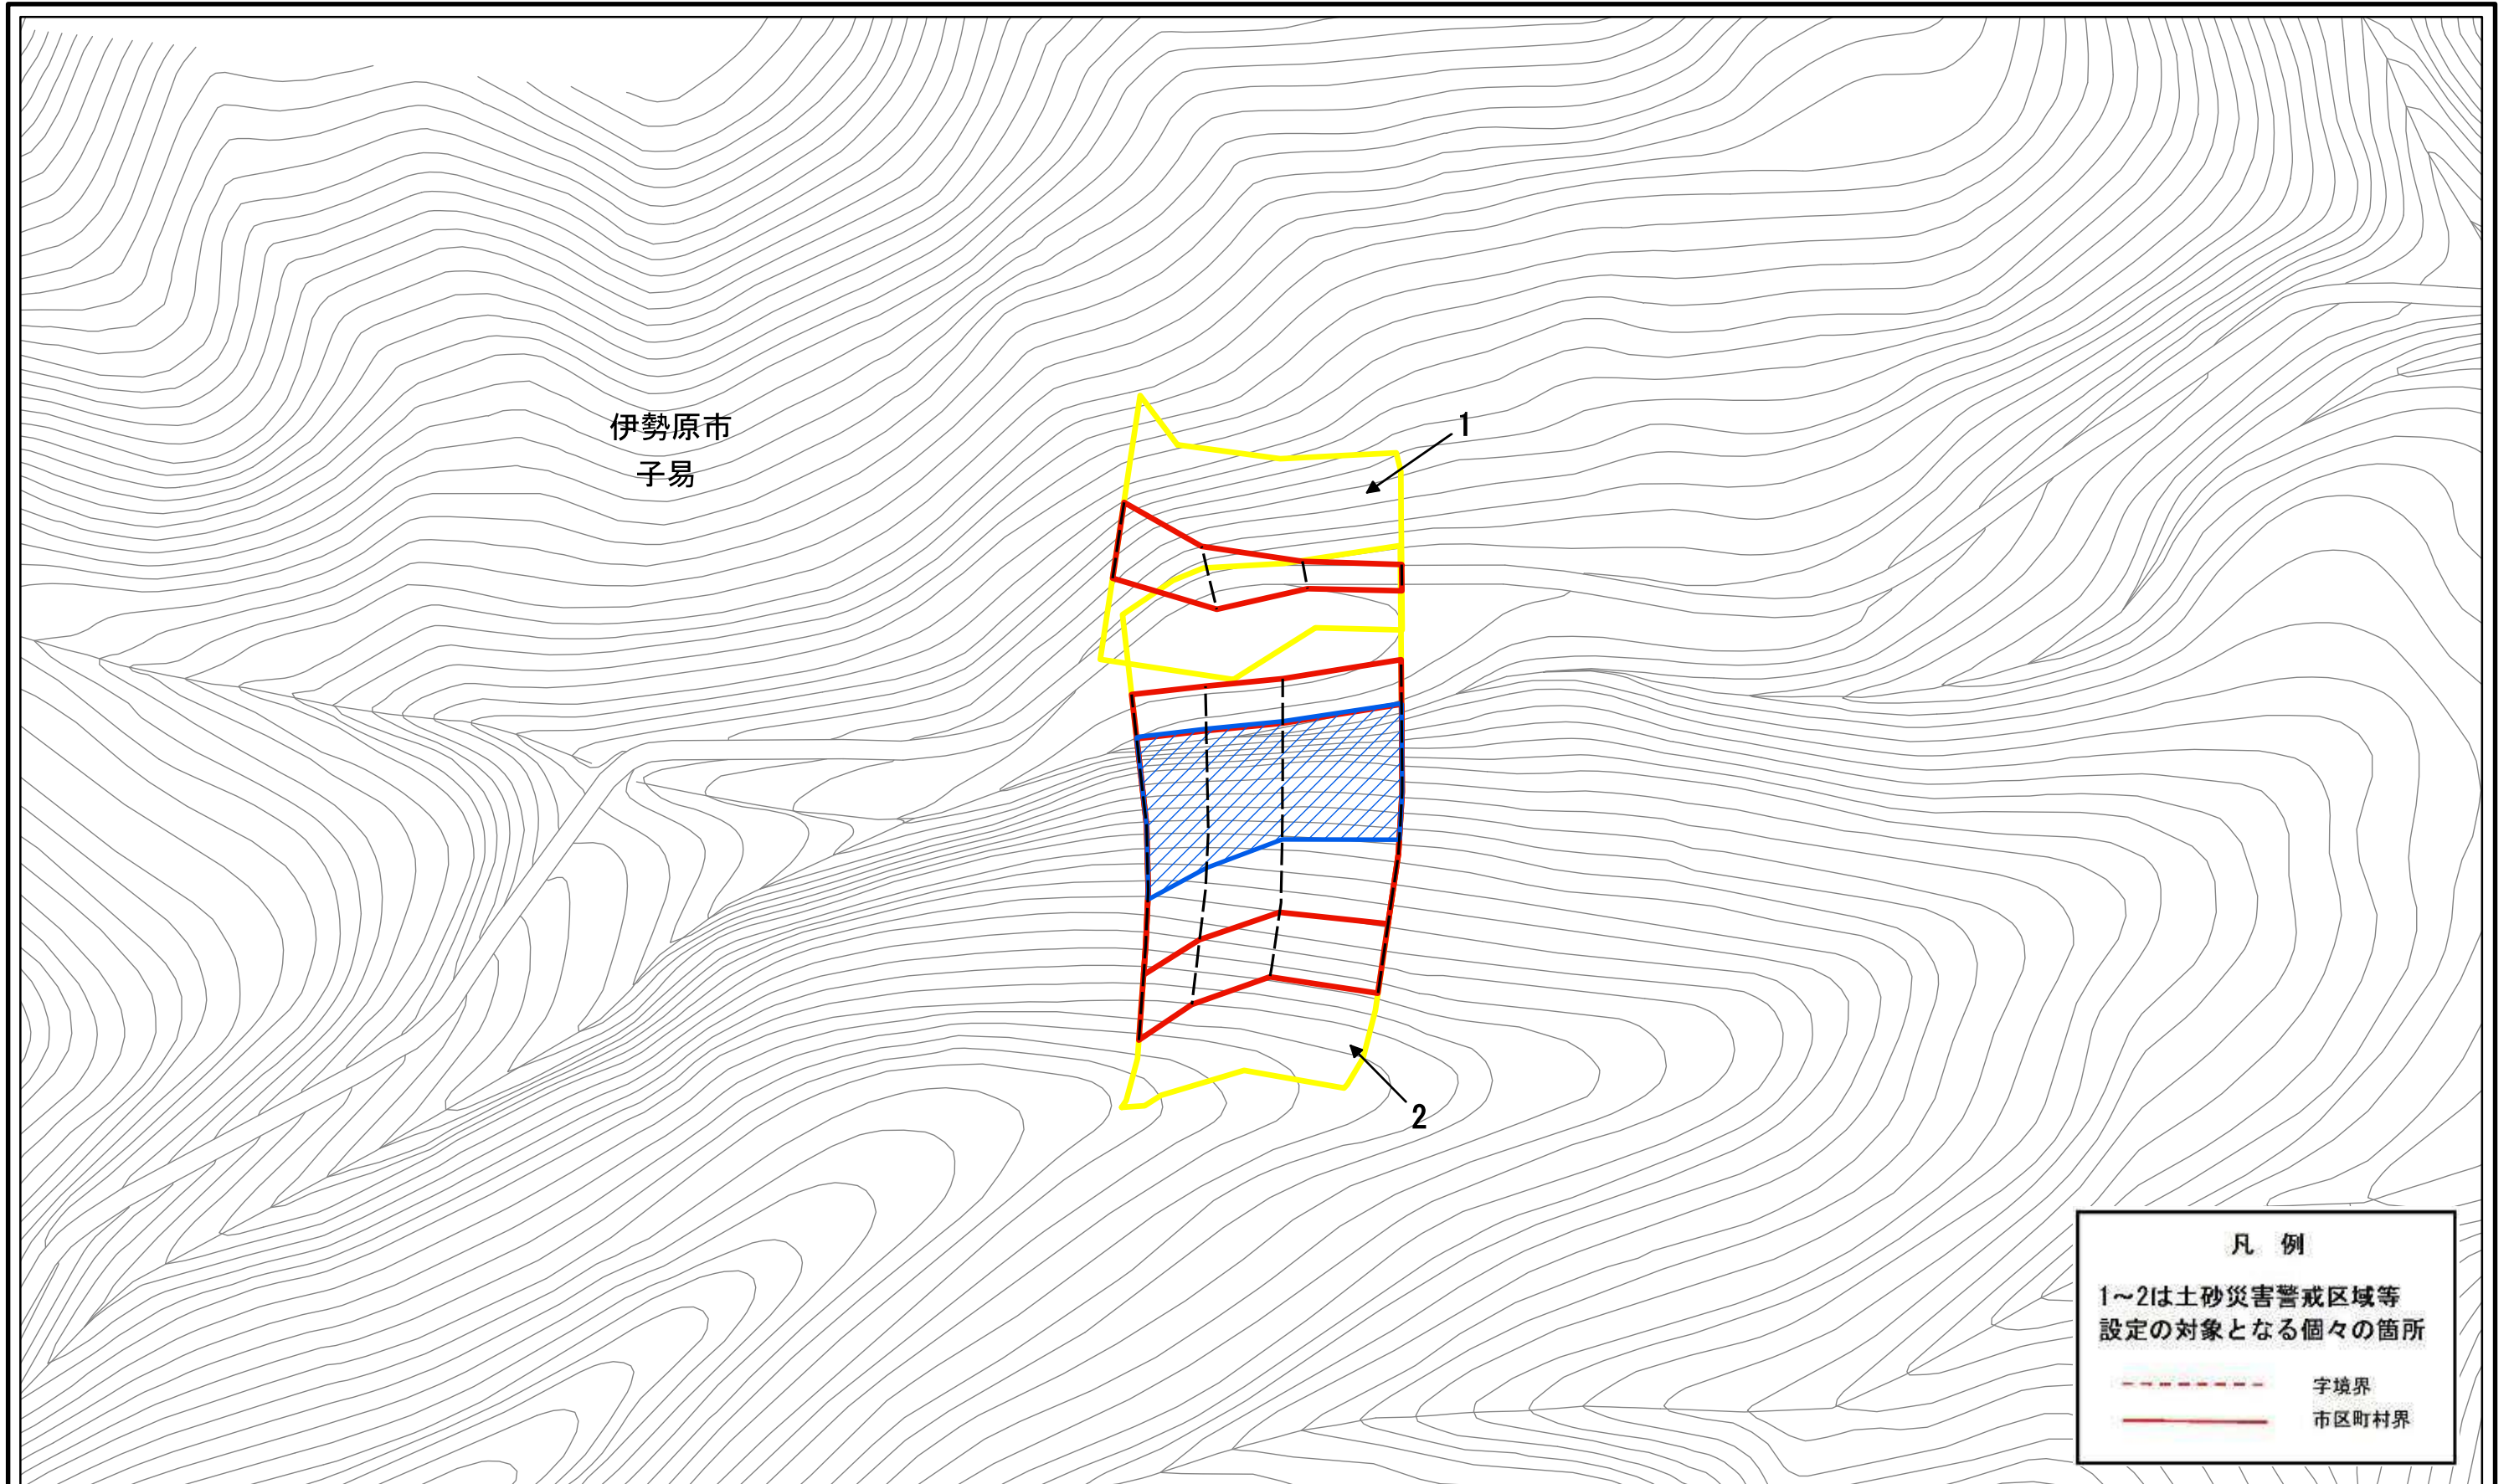 伊勢原市
子易
1
2
凡 例
1～2は土砂災害警戒区域等
設定の対象となる個々の箇所
字境界
市区町村界